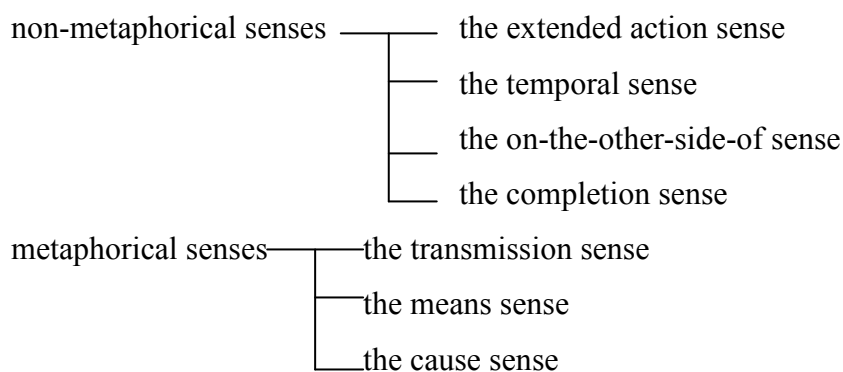 non-metaphorical senses the extended action sense
the temporal sense
the on-the-other-side-of sense
the completion sense
metaphorical senses the transmission sense
the means sense
the cause sense